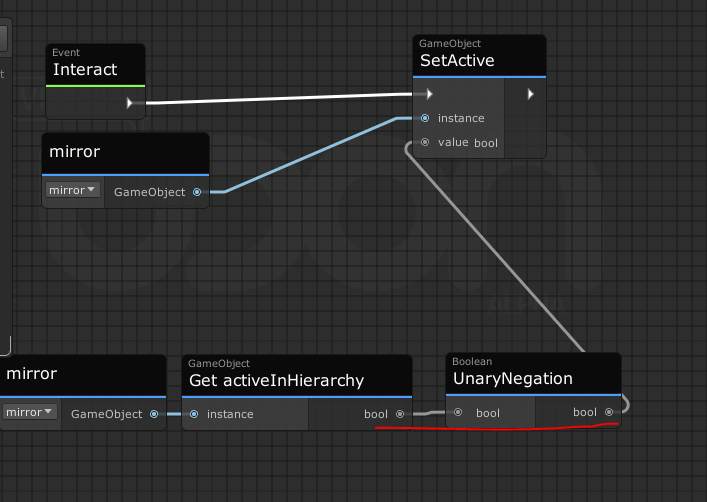 Event
Interact
GameObject
SetActive
instance
value bool
mirror
mirror GameObject
mirror
mirror GameObject
GameObject
Get activeInHierarchy
instance bool
Boolean
UnaryNegation
bool bool